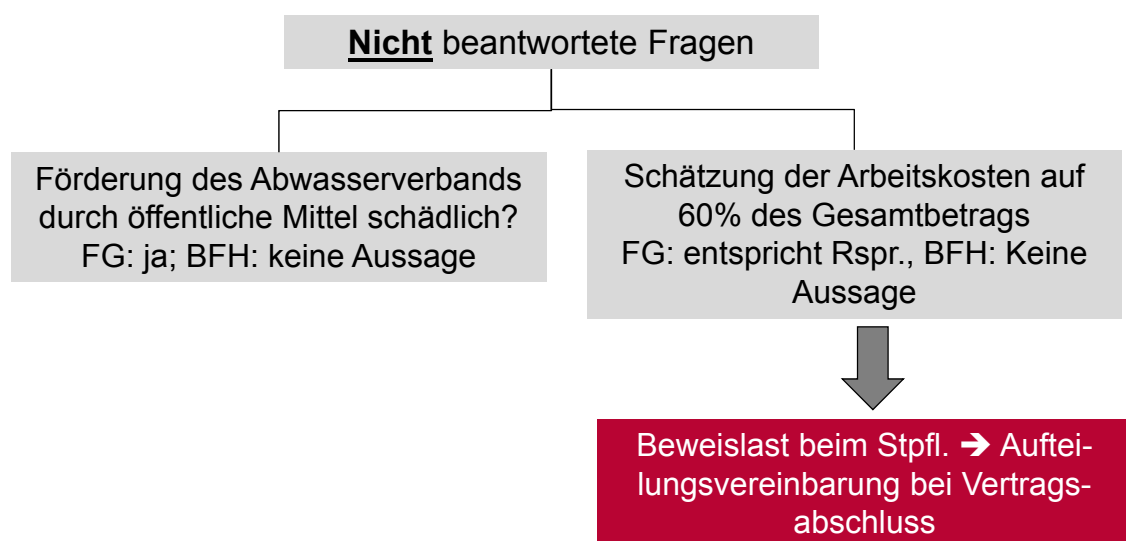 Nicht beantwortete Fragen
Förderung des Abwasserverbands
durch öffentliche Mittel schädlich?
FG: ja; BFH: keine Aussage
Schätzung der Arbeitskosten auf
60% des Gesamtbetrags
FG: entspricht Rspr., BFH: Keine
Aussage
Beweislast beim Stpfl. ➔ Auftei-
lungsvereinbarung bei Vertrags-
abschluss